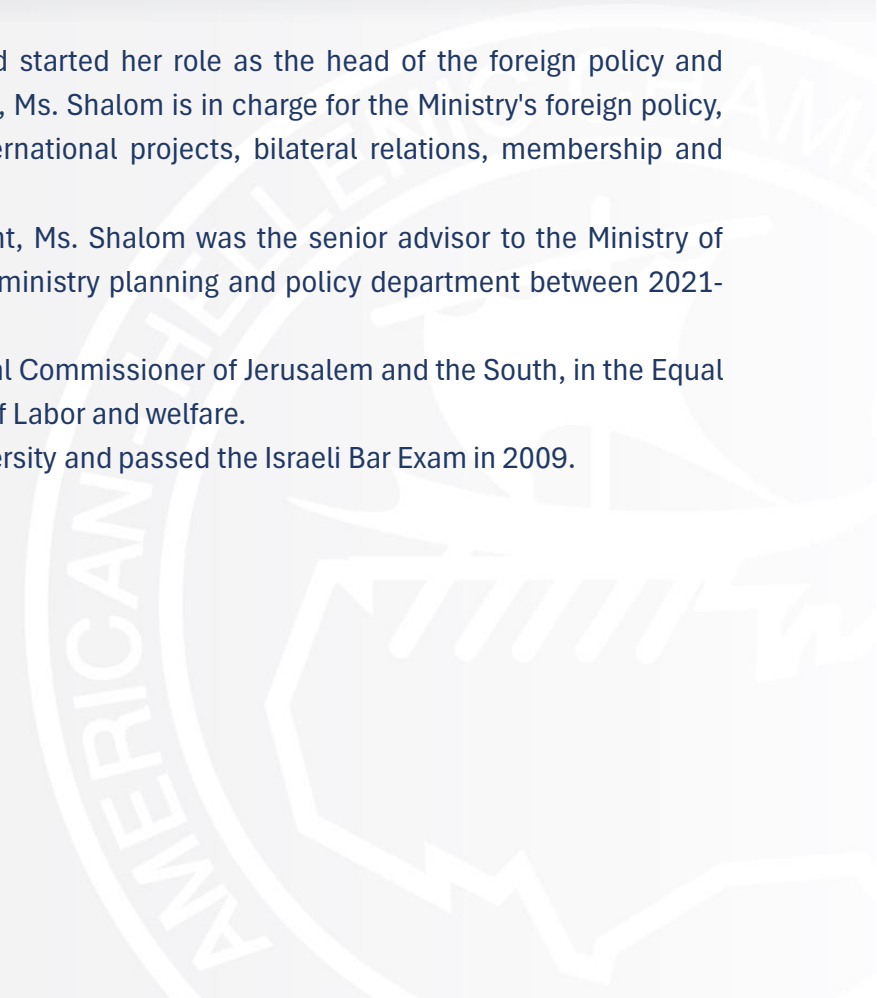 started her role as the head of the foreign policy and
, Ms. Shalom is in charge for the Ministry's foreign policy,
ernational projects, bilateral relations, membership and
nt, Ms. Shalom was the senior advisor to the Ministry of
ministry planning and policy department between 2021-
al Commissioner of Jerusalem and the South, in the Equal
f Labor and welfare.
ersity and passed the Israeli Bar Exam in 2009.
AMERICAN-HELLENIC CHAM